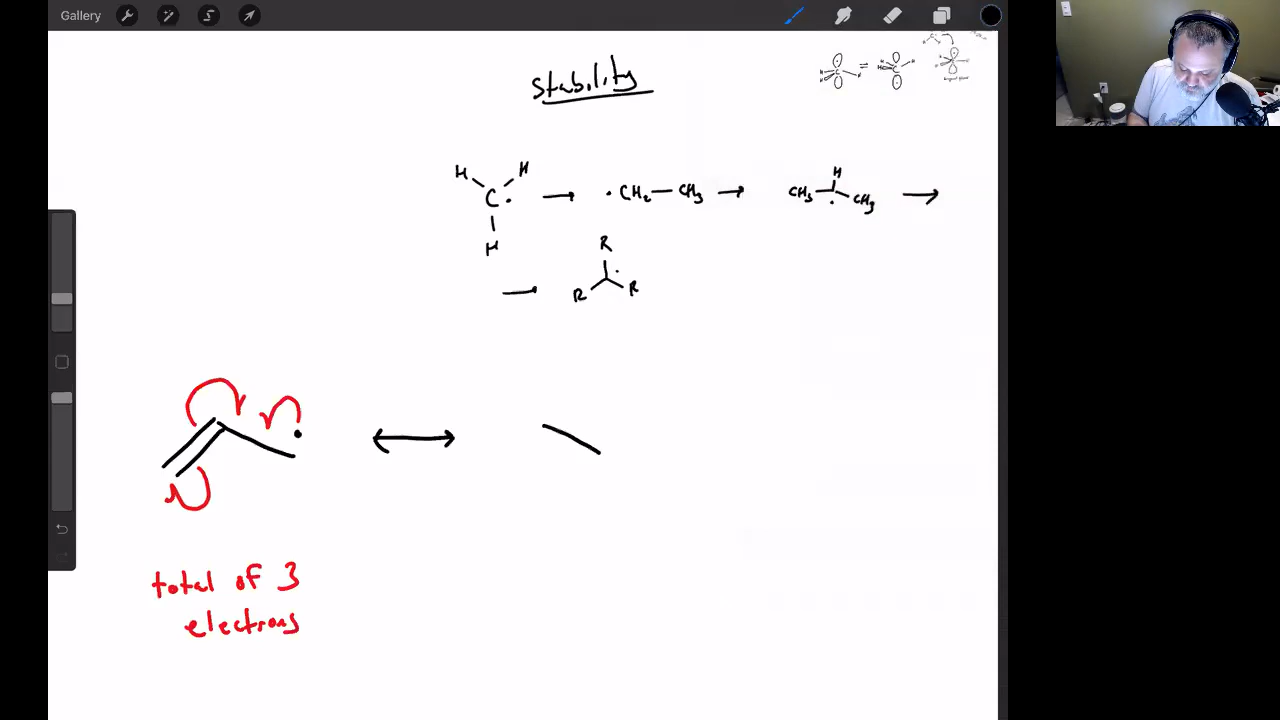 Gallery
stability
H H
C·
H
·CH₂—CH₃
H
CH₃ CH₃
R
R R
total of 3
electrons